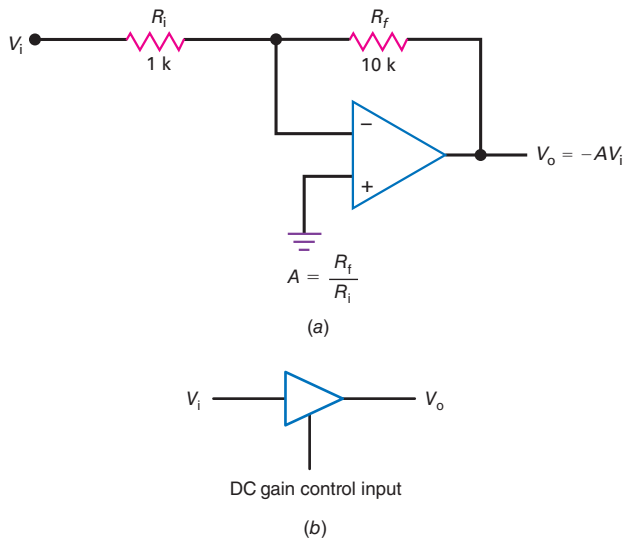 Ri Rf
Vi 1 k 10 k
−
+
Vo = −AVi
A = Rf / Ri
(a)
Vi Vo
DC gain control input
(b)